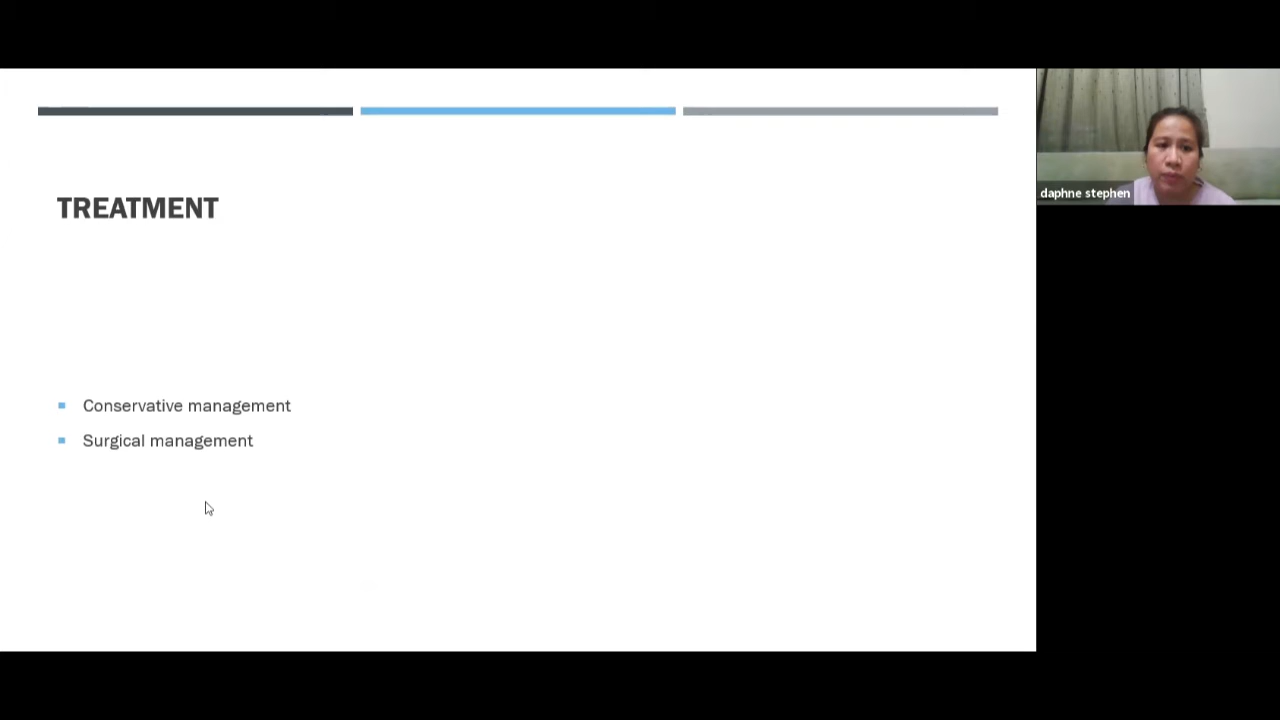 TREATMENT
Conservative management
Surgical management
daphne stephen